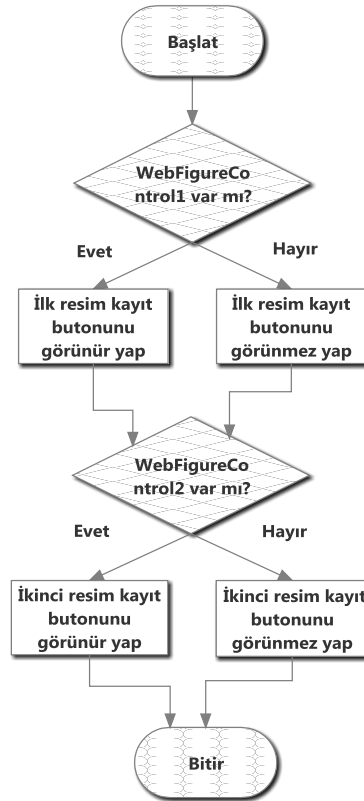 Başlat
WebFigureCo
ntrol1 var mı?
Evet
Hayır
İlk resim kayıt
butonunu
görünür yap
İlk resim kayıt
butonunu
görünmez yap
WebFigureCo
ntrol2 var mı?
Evet
Hayır
İkinci resim kayıt
butonunu
görünür yap
İkinci resim kayıt
butonunu
görünmez yap
Bitir